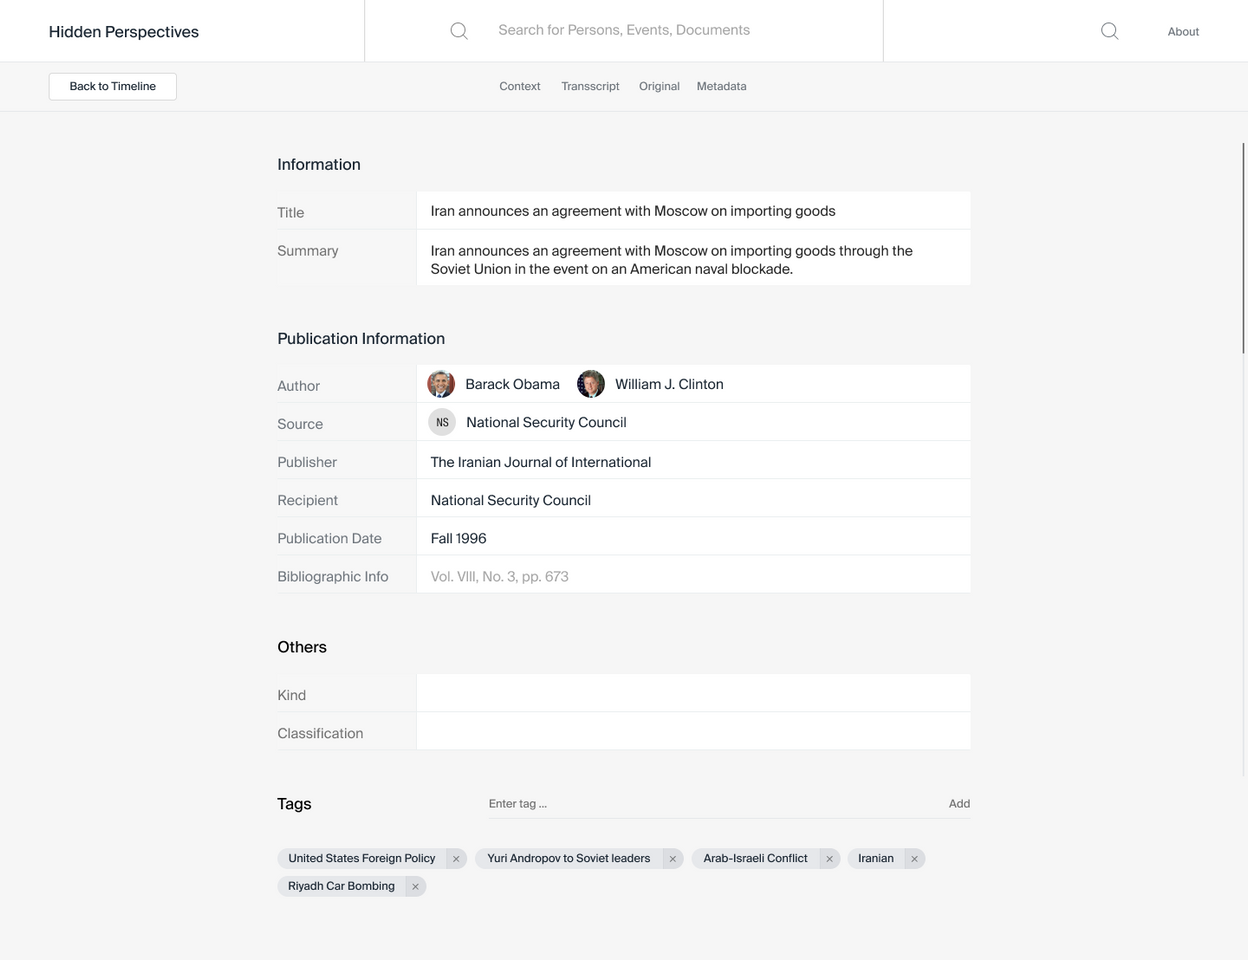 Hidden Perspectives
Search for Persons, Events, Documents
About
Back to Timeline
Context
Transscript
Original
Metadata
Information
Title
Iran announces an agreement with Moscow on importing goods
Summary
Iran announces an agreement with Moscow on importing goods through the
Soviet Union in the event on an American naval blockade.
Publication Information
Author
Barack Obama
William J. Clinton
Source
NS
National Security Council
Publisher
The Iranian Journal of International
Recipient
National Security Council
Publication Date
Fall 1996
Bibliographic Info
Vol. VIII, No. 3, pp. 673
Others
Kind
Classification
Tags
Enter tag ...
Add
United States Foreign Policy ×
Yuri Andropov to Soviet leaders ×
Arab-Israeli Conflict ×
Iranian ×
Riyadh Car Bombing ×